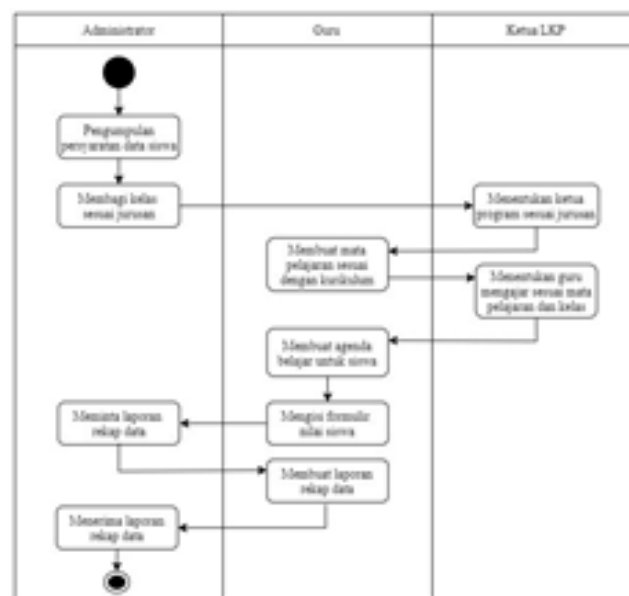 Administrator
Guru
Ketua LKP
Pengumpulan
persyaratan data siswa
Membagi kelas
sesuai jurusan
Menentukan ketua
program sesuai jurusan
Membuat mata
pelajaran sesuai
dengan kurikulum
Menentukan guru
mengajar sesuai mata
pelajaran dan kelas
Membuat agenda
belajar untuk siswa
Mengisi formulir
nilai siswa
Meminta laporan
rekap data
Membuat laporan
rekap data
Menerima laporan
rekap data